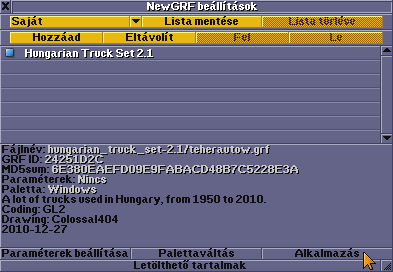 NewGRF beállítások
Saját Lista mentése Lista törlése
Hozzáad Eltávolít Fel Le
Hungarian Truck Set 2.1
Fájlnév: hungarian_truck_set-2.1/teherautow.grf
GRF ID: 24251D2C
MD5sum: 6E380EAEFD09E9FABACD48B7C5228E3A
Paraméterek: Nincs
Paletta: Windows
A lot of trucks used in Hungary, from 1950 to 2010.
Coding: GL2
Drawing: Colossal404
2010-12-27
Paraméterek beállítása Palettaváltás Alkalmazás
Letölthető tartalmak